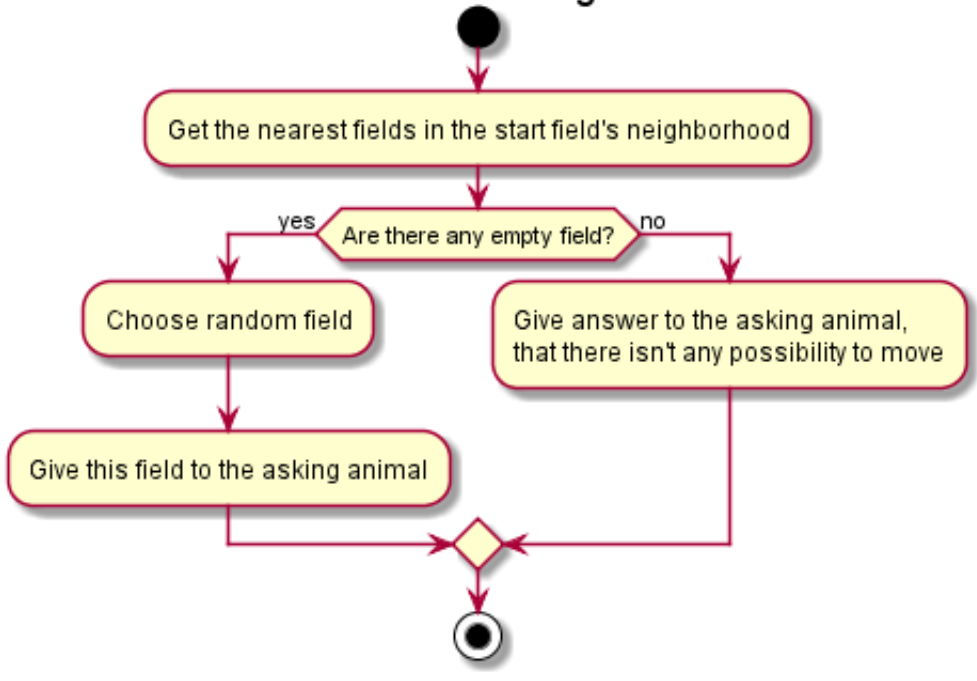 Get the nearest fields in the start field's neighborhood
yes
Are there any empty field?
no
Choose random field
Give answer to the asking animal,
that there isn't any possibility to move
Give this field to the asking animal